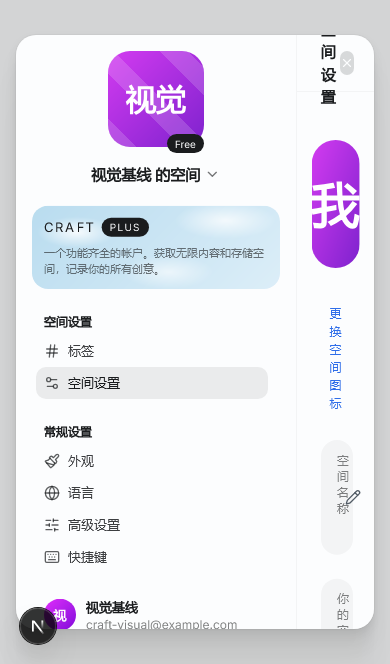 视觉
Free
视觉基线 的空间
CRAFT PLUS
一个功能齐全的帐户。获取无限内容和存储空
间，记录你的所有创意。
空间设置
标签
空间设置
常规设置
外观
语言
高级设置
快捷键
视
视觉基线
craft-visual@example.com
N
空
间
设
置
我
更
换
空
间
图
标
空
间
名
称
你
的
空